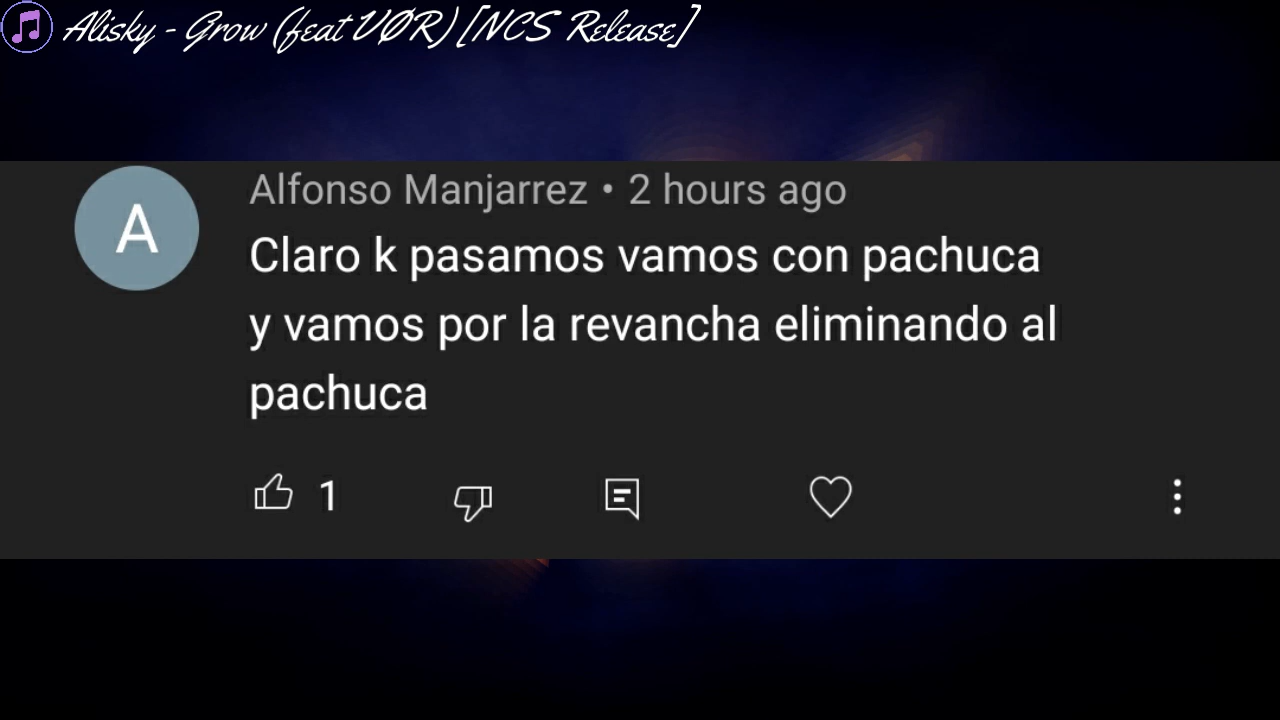 Alisky - Grow (feat VØR) [NCS Release]
A
Alfonso Manjarrez • 2 hours ago
Claro k pasamos vamos con pachuca
y vamos por la revancha eliminando al
pachuca
1